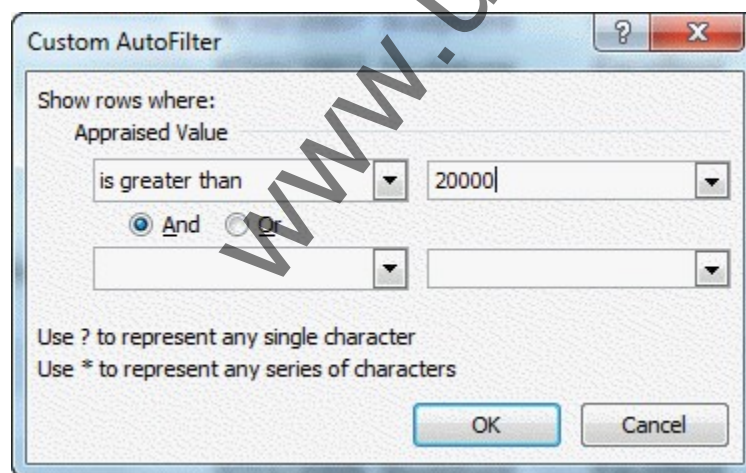 Custom AutoFilter
Show rows where:
Appraised Value
is greater than 20000
And Or
Use ? to represent any single character
Use * to represent any series of characters
OK Cancel
www.u